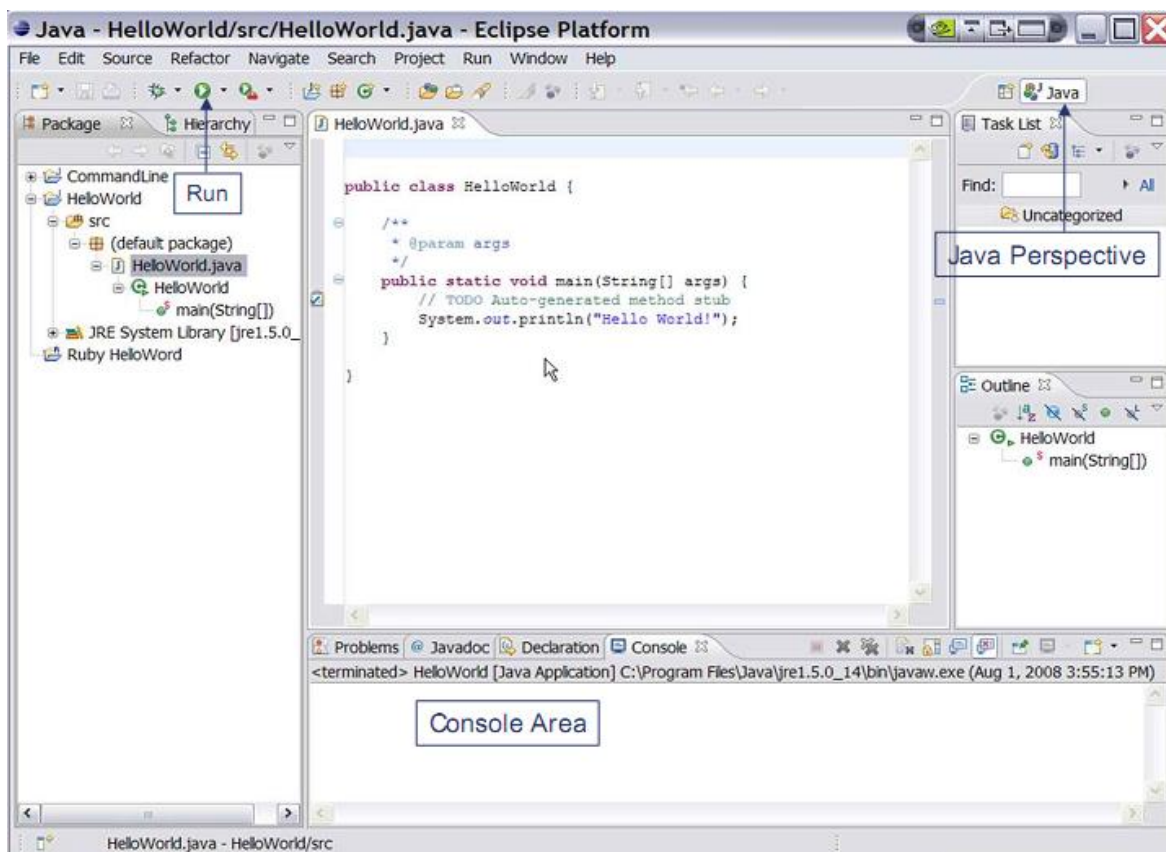 Java - HelloWorld/src/HelloWorld.java - Eclipse Platform
File Edit Source Refactor Navigate Search Project Run Window Help
Java
Package Hierarchy
HelloWorld.java
Task List
Run
CommandLine
HelloWorld
src
(default package)
HelloWorld.java
HelloWorld
main(String[])
JRE System Library [jre1.5.0_
Ruby HelloWord
public class HelloWorld {
/**
* @param args
*/
public static void main(String[] args) {
// TODO Auto-generated method stub
System.out.println("Hello World!");
}
}
Find: All
Uncategorized
Java Perspective
Outline
HelloWorld
main(String[])
Problems @ Javadoc Declaration Console
<terminated> HelloWorld [Java Application] C:\Program Files\Java\jre1.5.0_14\bin\javaw.exe (Aug 1, 2008 3:55:13 PM)
Console Area
HelloWorld.java - HelloWorld/src